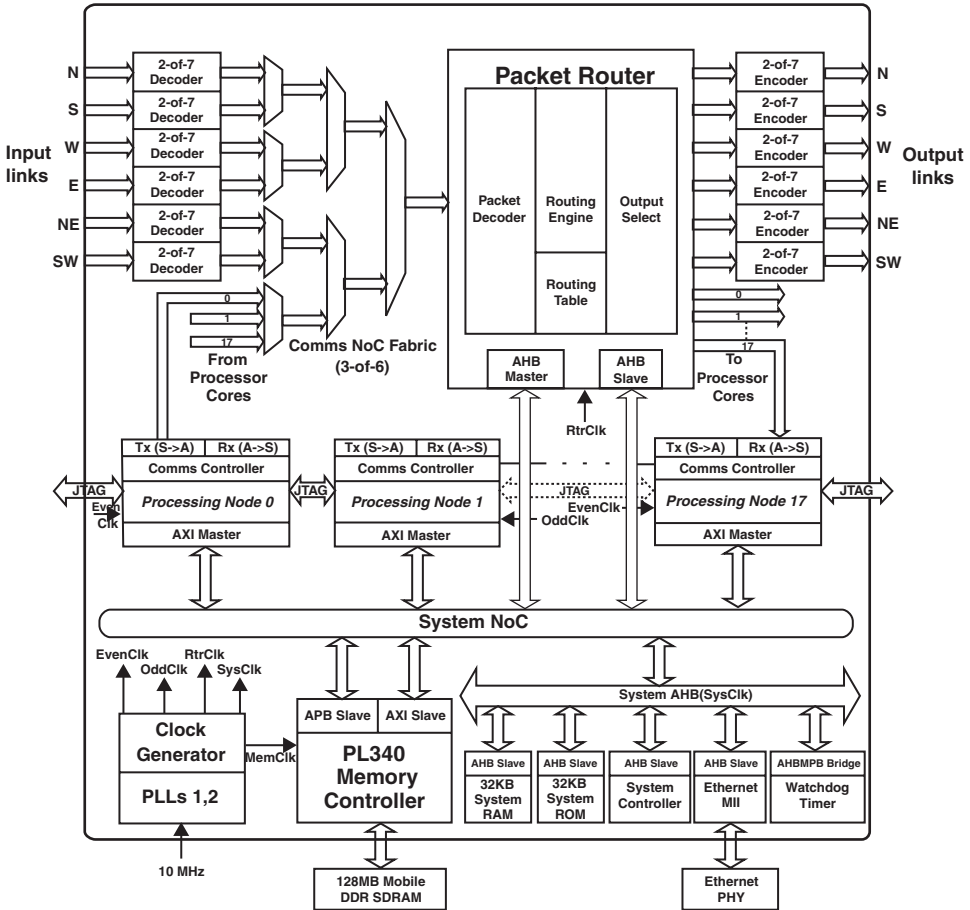 Input links
N
S
W
E
NE
SW
2-of-7 Decoder
2-of-7 Decoder
2-of-7 Decoder
2-of-7 Decoder
2-of-7 Decoder
2-of-7 Decoder
0
1
17
From
Processor
Cores
Comms NoC Fabric
(3-of-6)
Packet Router
Packet
Decoder
Routing
Engine
Routing
Table
Output
Select
AHB
Master
AHB
Slave
RtrClk
2-of-7 Encoder
2-of-7 Encoder
2-of-7 Encoder
2-of-7 Encoder
2-of-7 Encoder
2-of-7 Encoder
N
S
W
E
NE
SW
Output links
0
1
17
To
Processor
Cores
Tx (S->A)
Rx (A->S)
Comms Controller
Processing Node 0
AXI Master
JTAG
Even
Clk
JTAG
Tx (S->A)
Rx (A->S)
Comms Controller
Processing Node 1
AXI Master
JTAG
OddClk
EvenClk
Tx (S->A)
Rx (A->S)
Comms Controller
Processing Node 17
AXI Master
JTAG
System NoC
EvenClk
OddClk
RtrClk
SysClk
Clock
Generator
PLLs 1,2
10 MHz
MemClk
APB Slave
AXI Slave
PL340
Memory
Controller
128MB Mobile
DDR SDRAM
System AHB(SysClk)
AHB Slave
32KB
System
RAM
AHB Slave
32KB
System
ROM
AHB Slave
System
Controller
AHB Slave
Ethernet
MII
AHBMPB Bridge
Watchdog
Timer
Ethernet
PHY